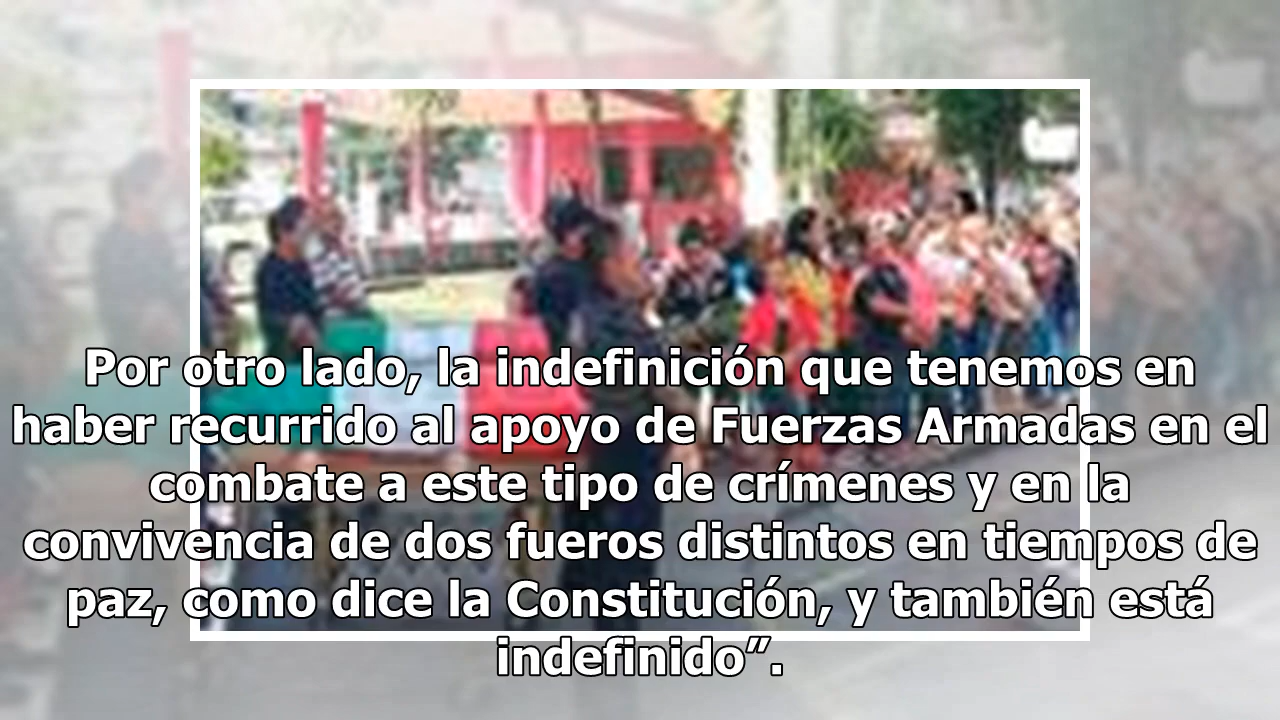 Por otro lado, la indefinición que tenemos en
haber recurrido al apoyo de Fuerzas Armadas en el
combate a este tipo de crímenes y en la
convivencia de dos fueros distintos en tiempos de
paz, como dice la Constitución, y también está
indefinido”.